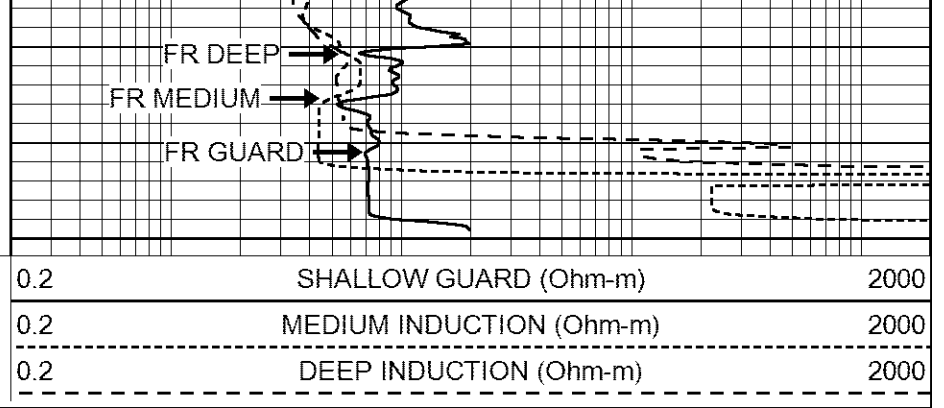 FR DEEP
FR MEDIUM
FR GUARD
0.2 SHALLOW GUARD (Ohm-m) 2000
0.2 MEDIUM INDUCTION (Ohm-m) 2000
0.2 DEEP INDUCTION (Ohm-m) 2000